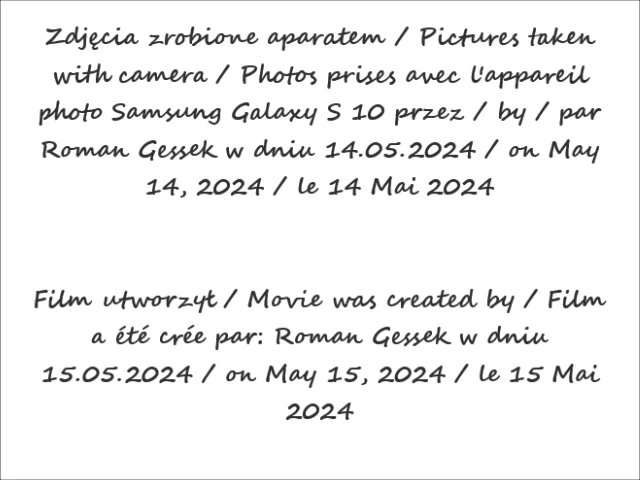 Zdjęcia zrobione aparatem / Pictures taken
with camera / Photos prises avec l'appareil
photo Samsung Galaxy S 10 przez / by / par
Roman Gessek w dniu 14.05.2024 / on May
14, 2024 / le 14 Mai 2024
Film utworzył / Movie was created by / Film
a été crée par: Roman Gessek w dniu
15.05.2024 / on May 15, 2024 / le 15 Mai
2024